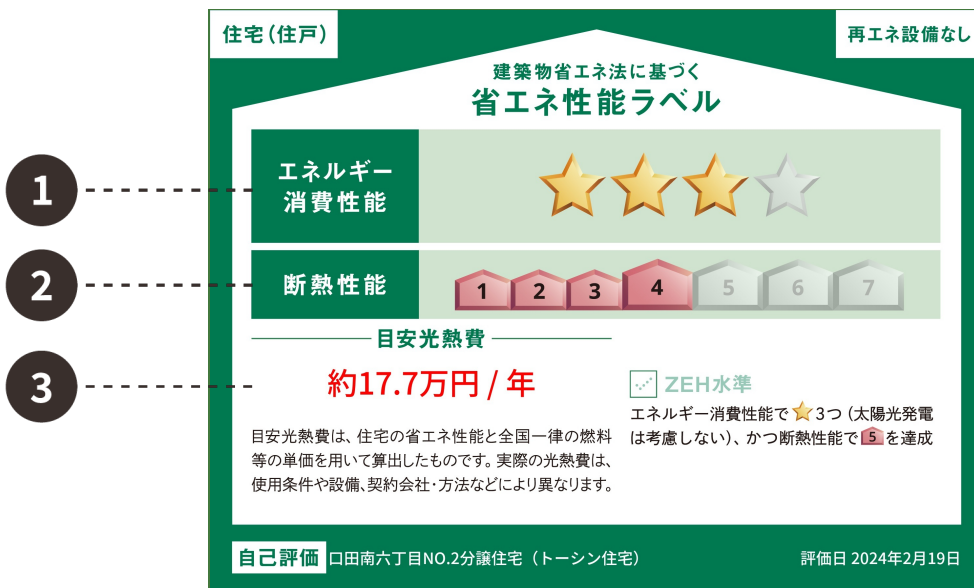 住宅(住戸)
再エネ設備なし
建築物省エネ法に基づく
省エネ性能ラベル
1
エネルギー
消費性能
2
断熱性能
1 2 3 4 5 6 7
目安光熱費
3
約17.7万円 / 年
目安光熱費は、住宅の省エネ性能と全国一律の燃料
等の単価を用いて算出したものです。実際の光熱費は、
使用条件や設備、契約会社・方法などにより異なります。
ZEH水準
エネルギー消費性能で 3つ(太陽光発電
は考慮しない)、かつ断熱性能で 5 を達成
自己評価 口田南六丁目NO.2分譲住宅(トーシン住宅)
評価日 2024年2月19日